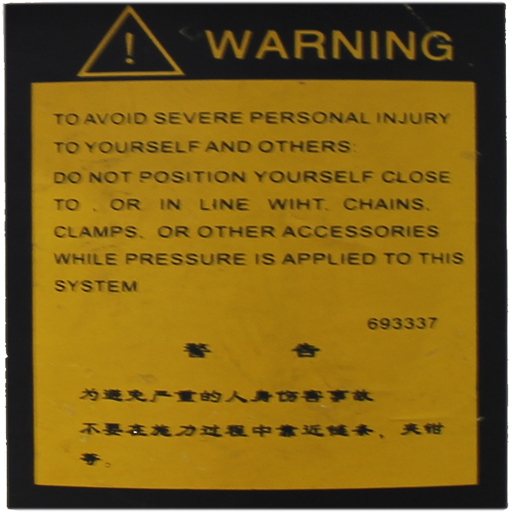 WARNING
TO AVOID SEVERE PERSONAL INJURY
TO YOURSELF AND OTHERS:
DO NOT POSITION YOURSELF CLOSE
TO , OR IN LINE WIHT. CHAINS.
CLAMPS. OR OTHER ACCESSORIES
WHILE PRESSURE IS APPLIED TO THIS
SYSTEM
693337
警 告
为避免严重的人身伤害事故
不要在施力过程中靠近链条，夹钳
等。